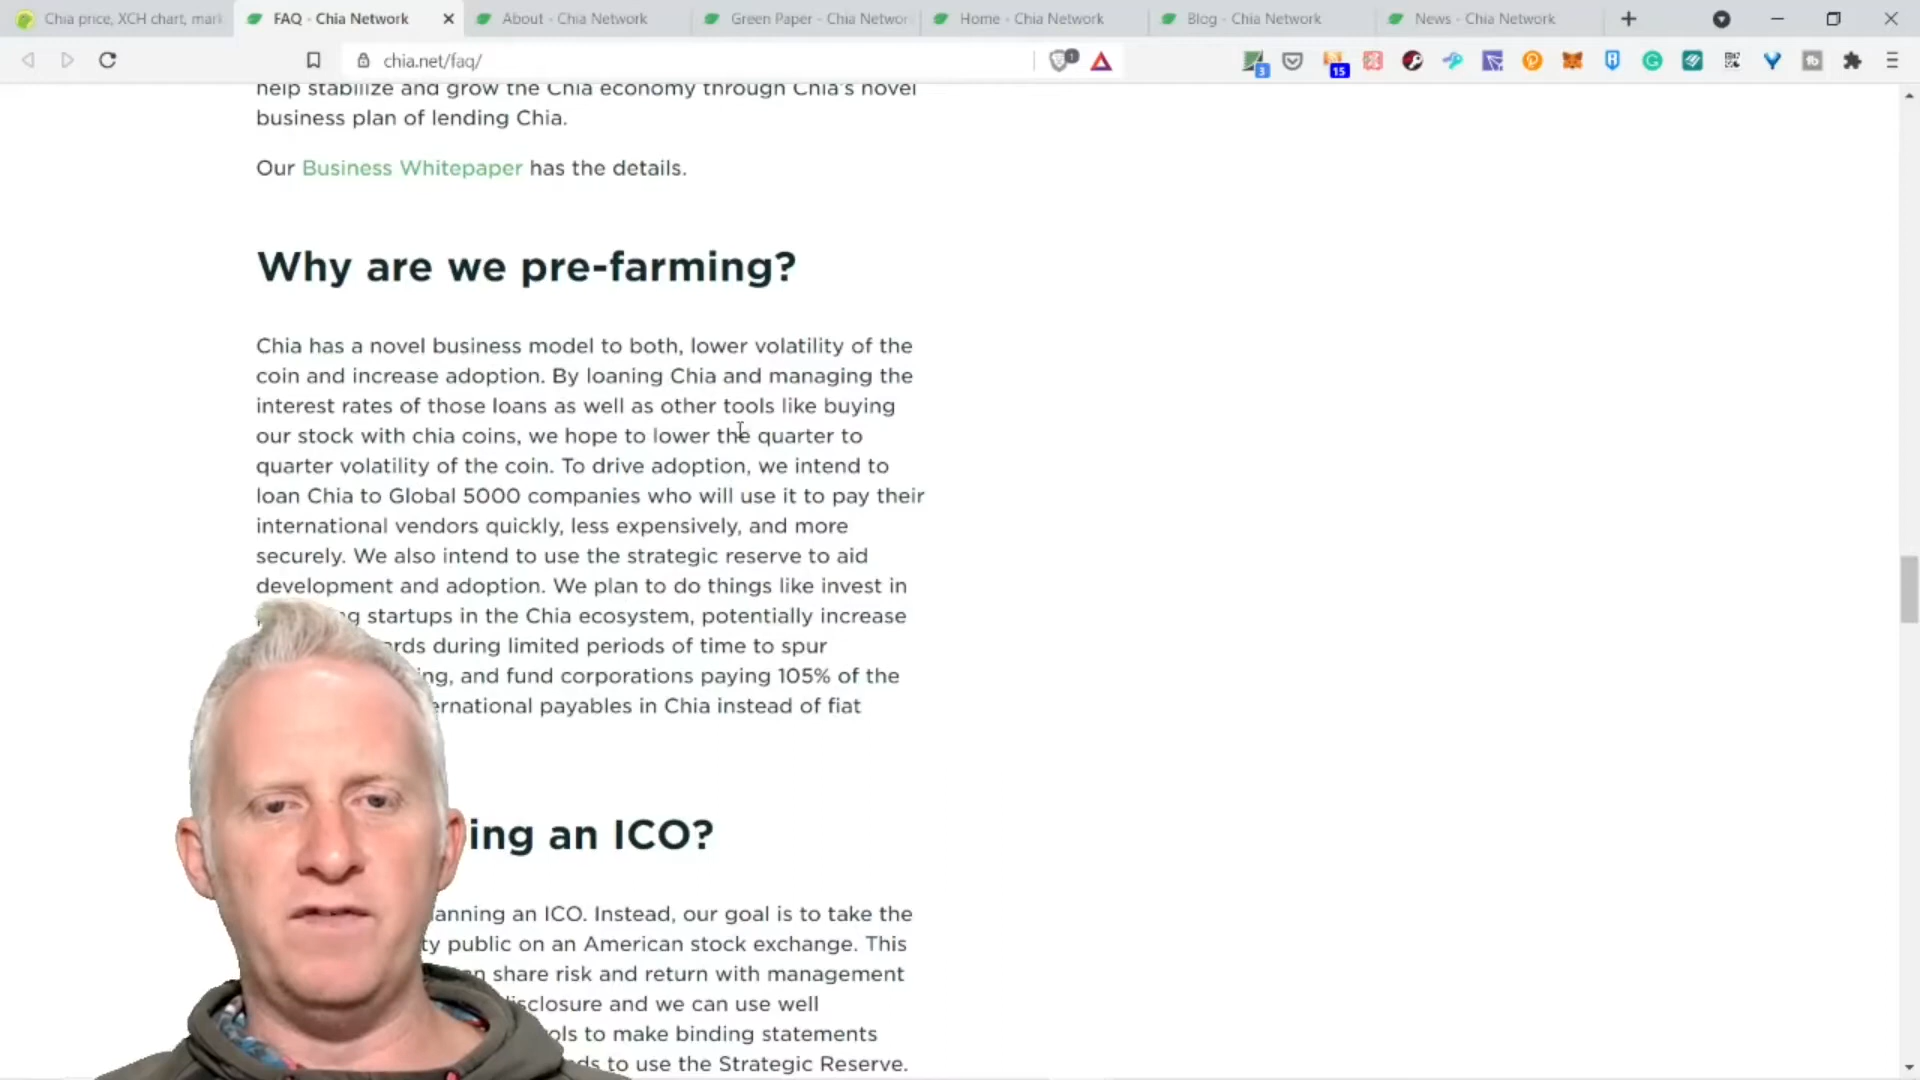 Chia price, XCH chart, mark
FAQ - Chia Network
About - Chia Network
Green Paper - Chia Networ
Home - Chia Network
Blog - Chia Network
News - Chia Network
chia.net/faq/
1
3
15
help stabilize and grow the Chia economy through Chia's novel
business plan of lending Chia.
Our Business Whitepaper has the details.
Why are we pre-farming?
Chia has a novel business model to both, lower volatility of the
coin and increase adoption. By loaning Chia and managing the
interest rates of those loans as well as other tools like buying
our stock with chia coins, we hope to lower the quarter to
quarter volatility of the coin. To drive adoption, we intend to
loan Chia to Global 5000 companies who will use it to pay their
international vendors quickly, less expensively, and more
securely. We also intend to use the strategic reserve to aid
development and adoption. We plan to do things like invest in
startups in the Chia ecosystem, potentially increase
during limited periods of time to spur
and fund corporations paying 105% of the
payables in Chia instead of fiat
an ICO?
an ICO. Instead, our goal is to take the
public on an American stock exchange. This
share risk and return with management
and we can use well
to make binding statements
to use the Strategic Reserve.